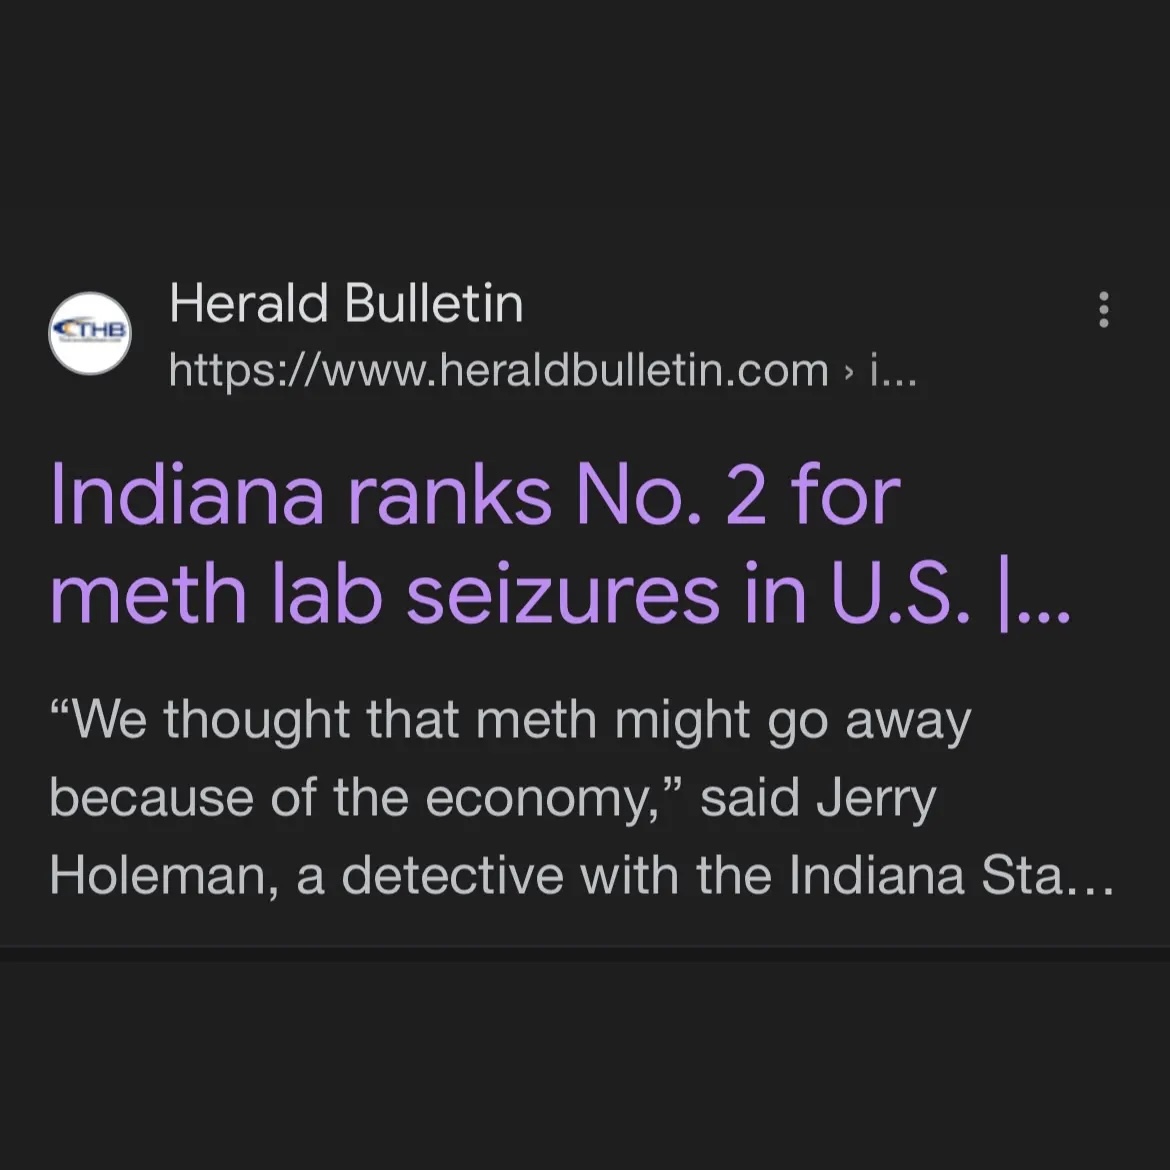 THB
Herald Bulletin
https://www.heraldbulletin.com › i...
Indiana ranks No. 2 for
meth lab seizures in U.S. |...
“We thought that meth might go away
because of the economy,” said Jerry
Holeman, a detective with the Indiana Sta...